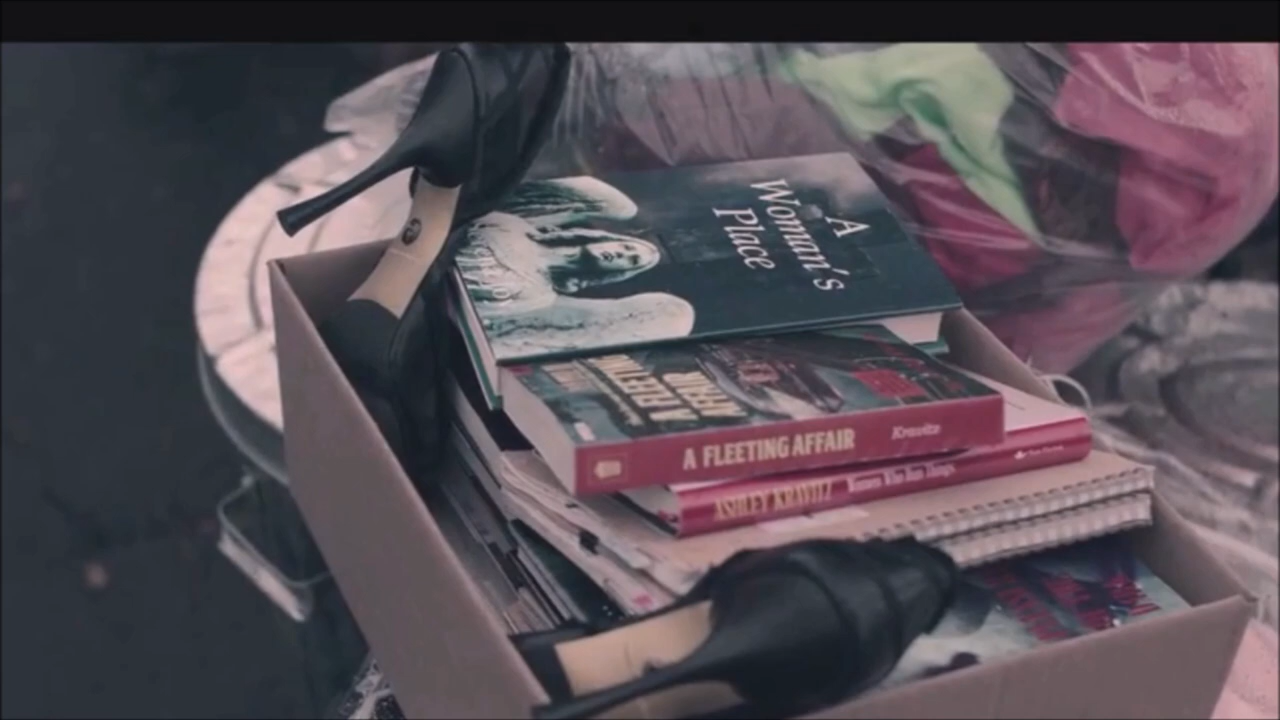 A
Woman's
Place
A FLEETING
AFFAIR
A FLEETING AFFAIR Kravitz
ASHLEY KRAVITZ Women Who Run Things